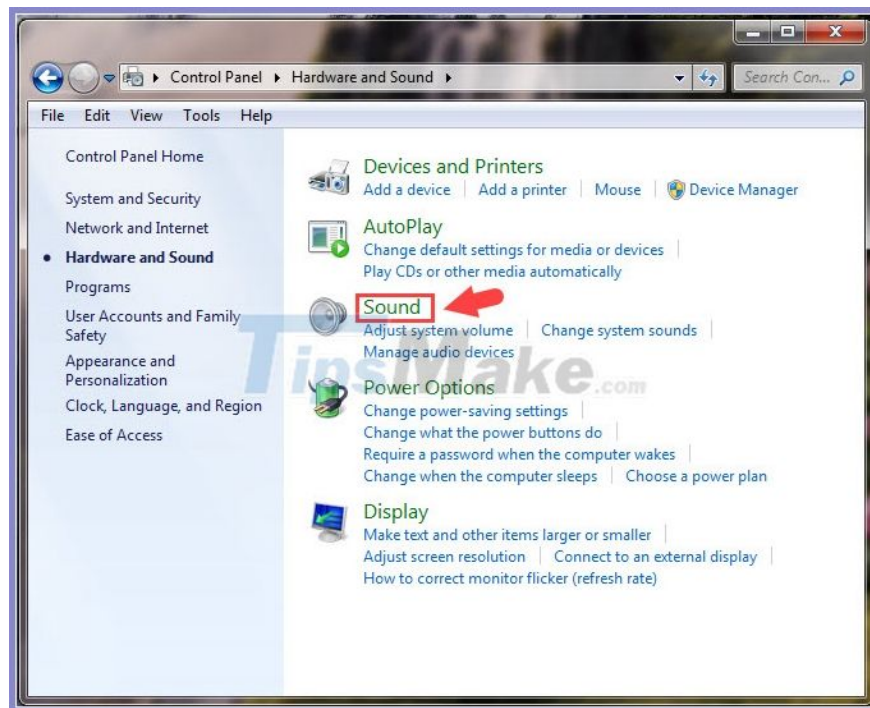 Control Panel Hardware and Sound Search Con...
File Edit View Tools Help
Control Panel Home
System and Security
Network and Internet
Hardware and Sound
Programs
User Accounts and Family
Safety
Appearance and
Personalization
Clock, Language, and Region
Ease of Access
Devices and Printers
Add a device Add a printer Mouse Device Manager
AutoPlay
Change default settings for media or devices
Play CDs or other media automatically
Sound
Adjust system volume Change system sounds
Manage audio devices
Power Options
Change power-saving settings
Change what the power buttons do
Require a password when the computer wakes
Change when the computer sleeps Choose a power plan
Display
Make text and other items larger or smaller
Adjust screen resolution Connect to an external display
How to correct monitor flicker (refresh rate)
TipsMake.com